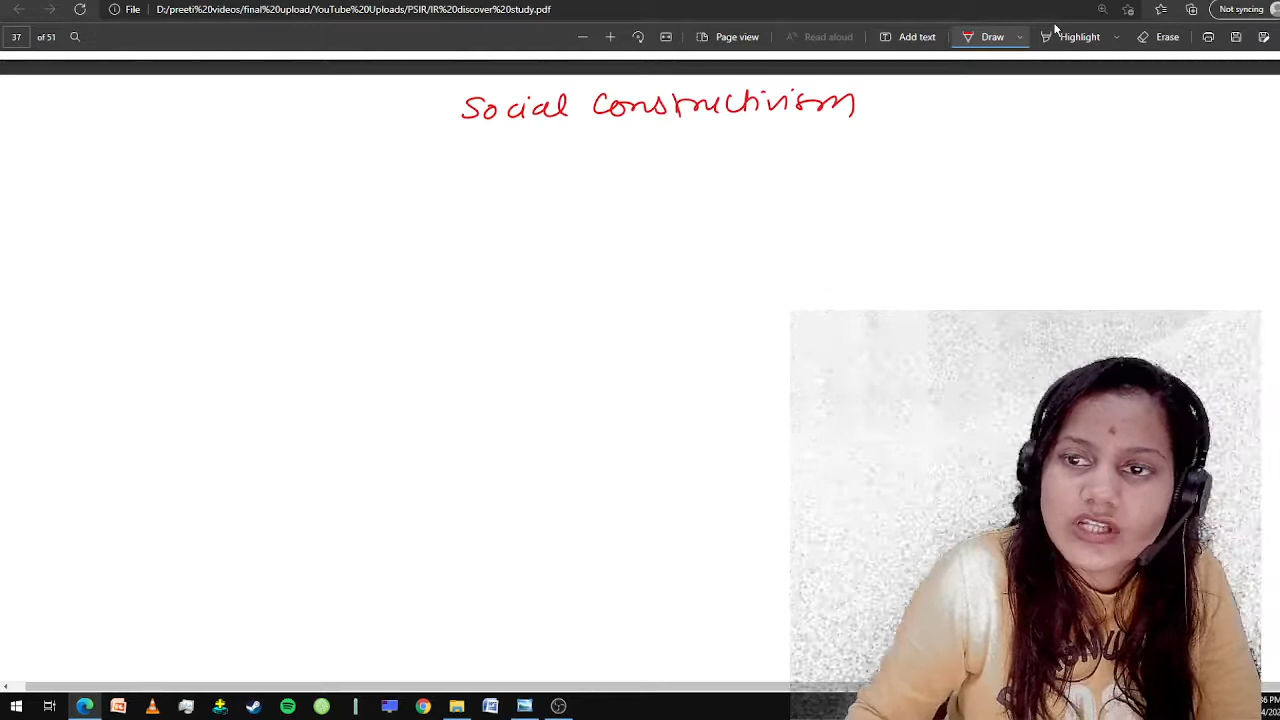 File D:/preeti%20videos/final%20upload/YouTube%20Uploads/PSIR/IR%20discover%20study.pdf Not syncing
37 of 51 Page view Read aloud Add text Draw Highlight Erase
Social Constructivism